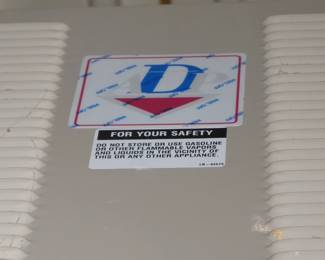 D
FOR YOUR SAFETY
DO NOT STORE OR USE GASOLINE
OR OTHER FLAMMABLE VAPORS
AND LIQUIDS IN THE VICINITY OF
THIS OR ANY OTHER APPLIANCE.